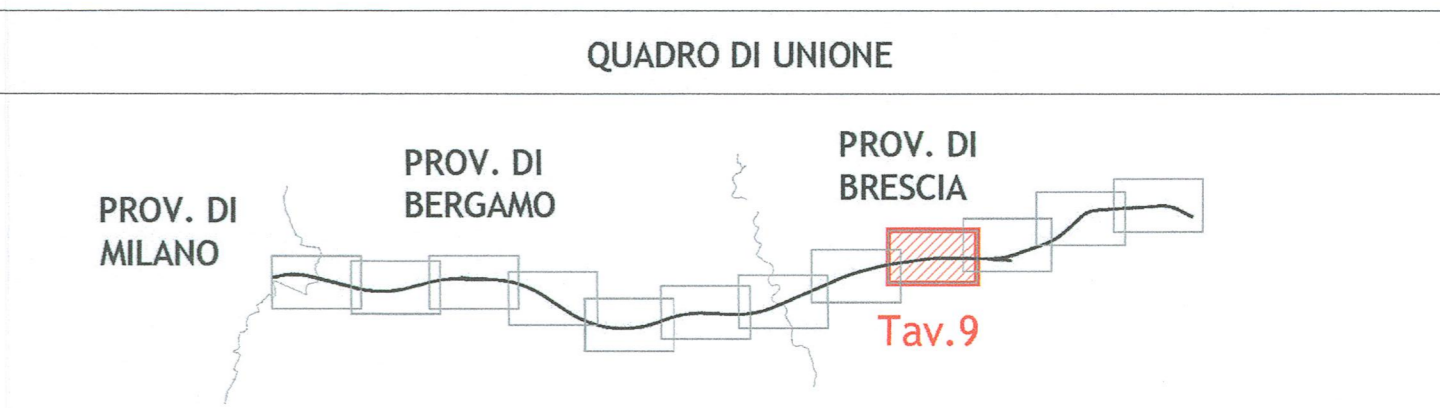 QUADRO DI UNIONE
PROV. DI
MILANO
PROV. DI
BERGAMO
PROV. DI
BRESCIA
Tav.9